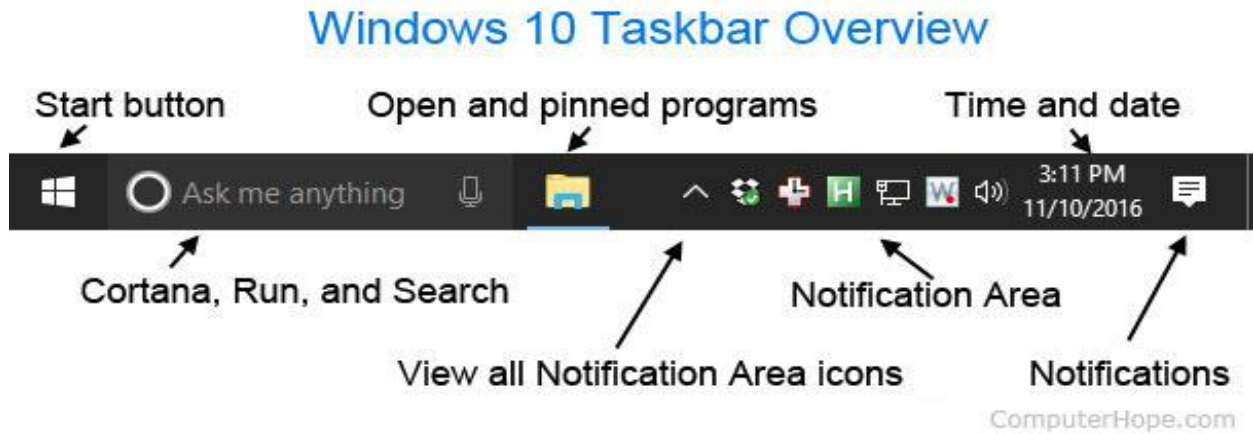 Windows 10 Taskbar Overview
Start button
Open and pinned programs
Time and date
Ask me anything
H
W
3:11 PM
11/10/2016
Cortana, Run, and Search
Notification Area
View all Notification Area icons
Notifications
ComputerHope.com